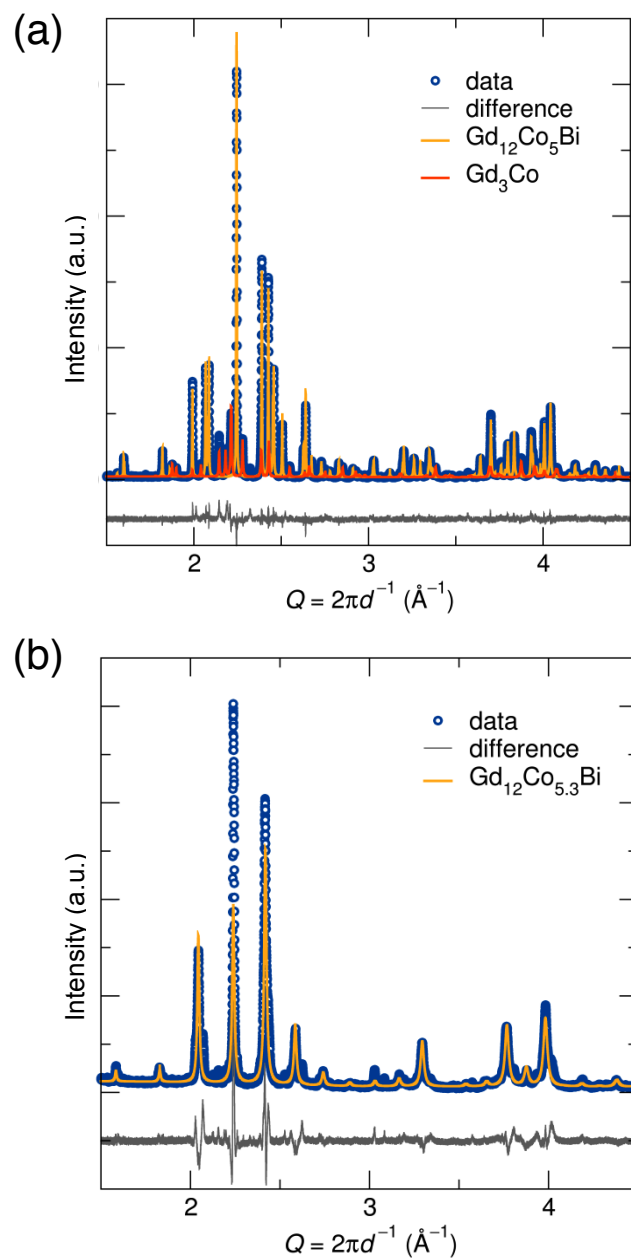 (a)
data
difference
Gd₁₂Co₅Bi
Gd₃Co
Intensity (a.u.)
2 3 4
Q = 2πd⁻¹ (Å⁻¹)
(b)
data
difference
Gd₁₂Co₅.₃Bi
Intensity (a.u.)
2 3 4
Q = 2πd⁻¹ (Å⁻¹)